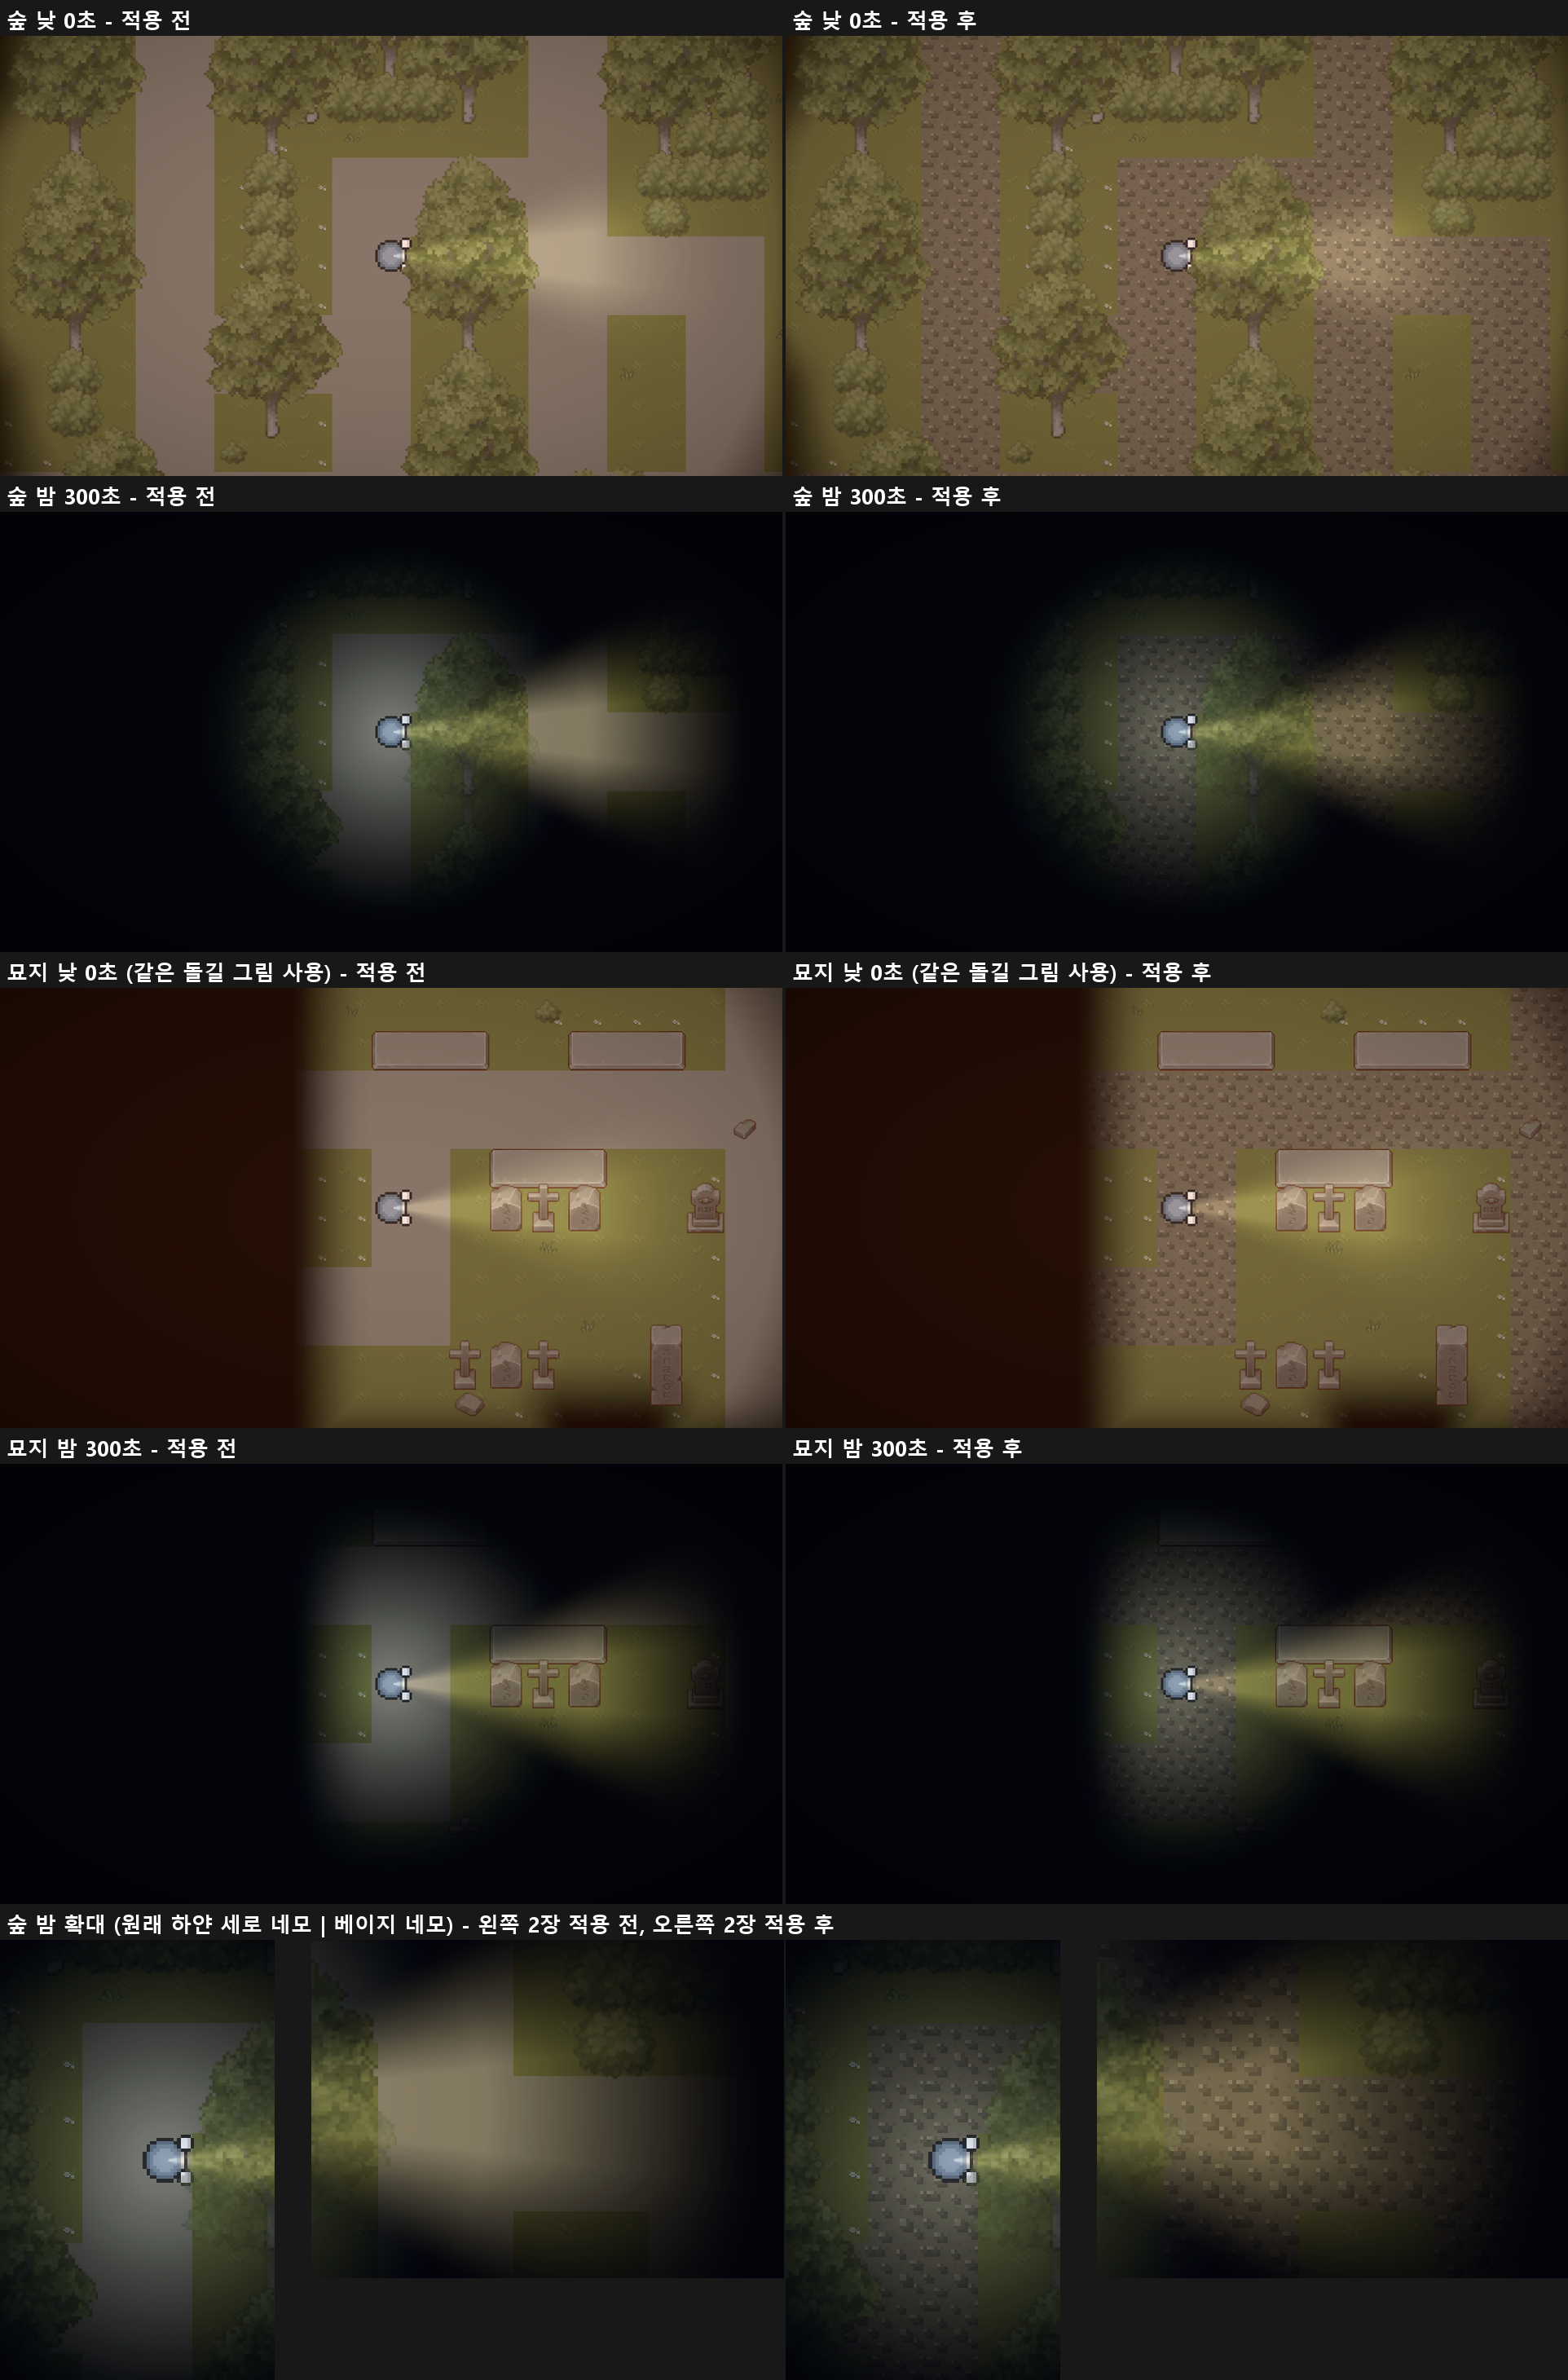 숲 낮 0초 - 적용 전
숲 낮 0초 - 적용 후
숲 밤 300초 - 적용 전
숲 밤 300초 - 적용 후
묘지 낮 0초 (같은 돌길 그림 사용) - 적용 전
묘지 낮 0초 (같은 돌길 그림 사용) - 적용 후
묘지 밤 300초 - 적용 전
묘지 밤 300초 - 적용 후
숲 밤 확대 (원래 하얀 세로 네모 | 베이지 네모) - 왼쪽 2장 적용 전, 오른쪽 2장 적용 후